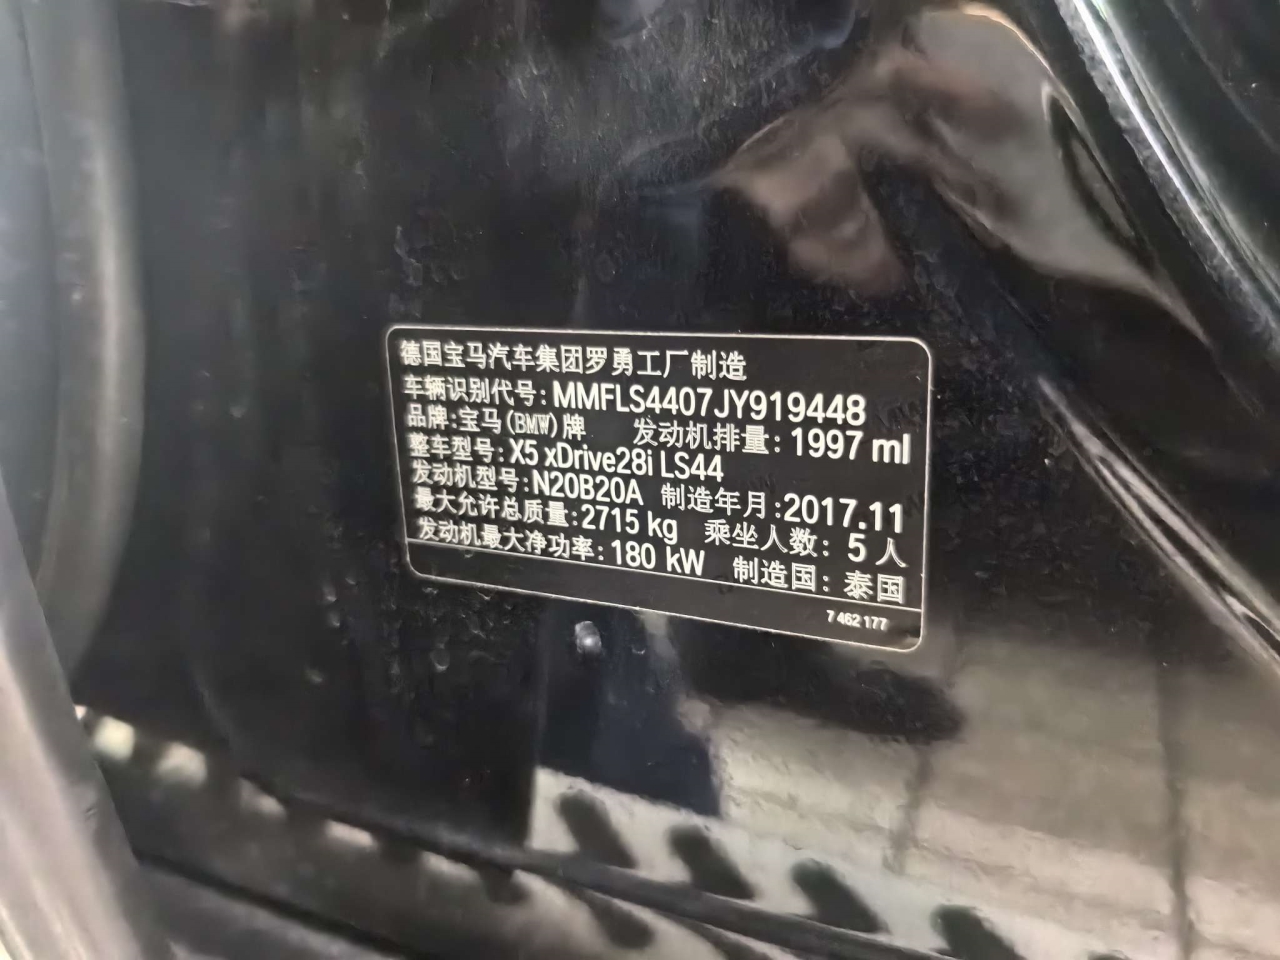 德国宝马汽车集团罗勇工厂制造
车辆识别代号: MMFLS4407JY919448
品牌:宝马(BMW)牌 发动机排量: 1997 ml
整车型号: X5 xDrive28i LS44
发动机型号: N20B20A 制造年月:2017.11
最大允许总质量:2715 kg 乘坐人数: 5 人
发动机最大净功率: 180 kW 制造国: 泰国
7 462 177